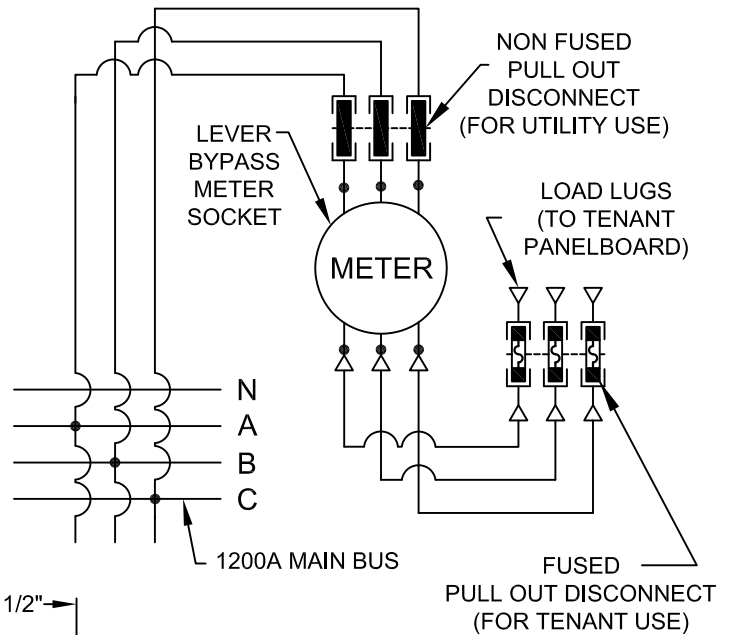 NON FUSED
PULL OUT
DISCONNECT
(FOR UTILITY USE)
LEVER
BYPASS
METER
SOCKET
LOAD LUGS
(TO TENANT
PANELBOARD)
METER
N
A
B
C
1200A MAIN BUS
FUSED
PULL OUT DISCONNECT
(FOR TENANT USE)
1/2"